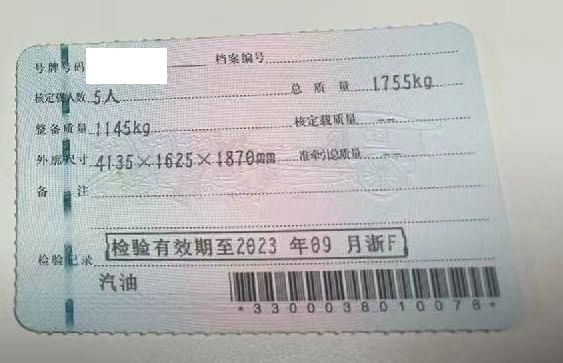 号牌号码 档案编号
核定载人数 5人 总质量 1755kg
整备质量 1145kg 核定载质量 --
外廓尺寸 4135×1625×1870mm 准牵引总质量 --
备注
检验记录 检验有效期至2023 年09 月浙F
汽油
*3300038010078*